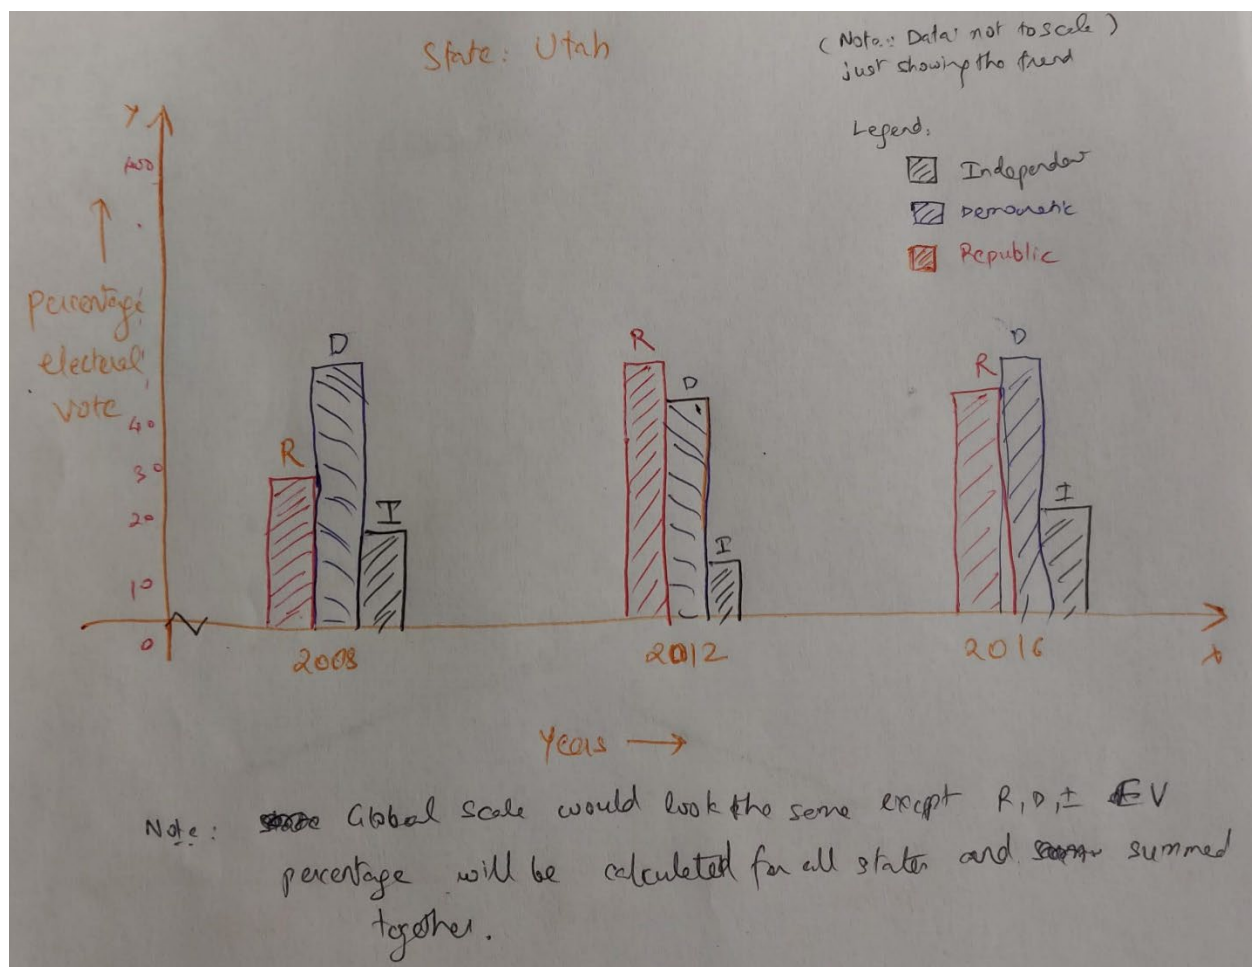 State: Utah
(Note: Data not to scale)
just showing the trend
Legend:
Independent
Democratic
Republic
Y
100
percentage
electoral
vote
40
30
20
10
0
R
D
I
R
D
I
R
D
I
2008
2012
2016
X
Years
Note: Global scale would look the same except R, D, I EV
percentage will be calculated for all states and summed
together.